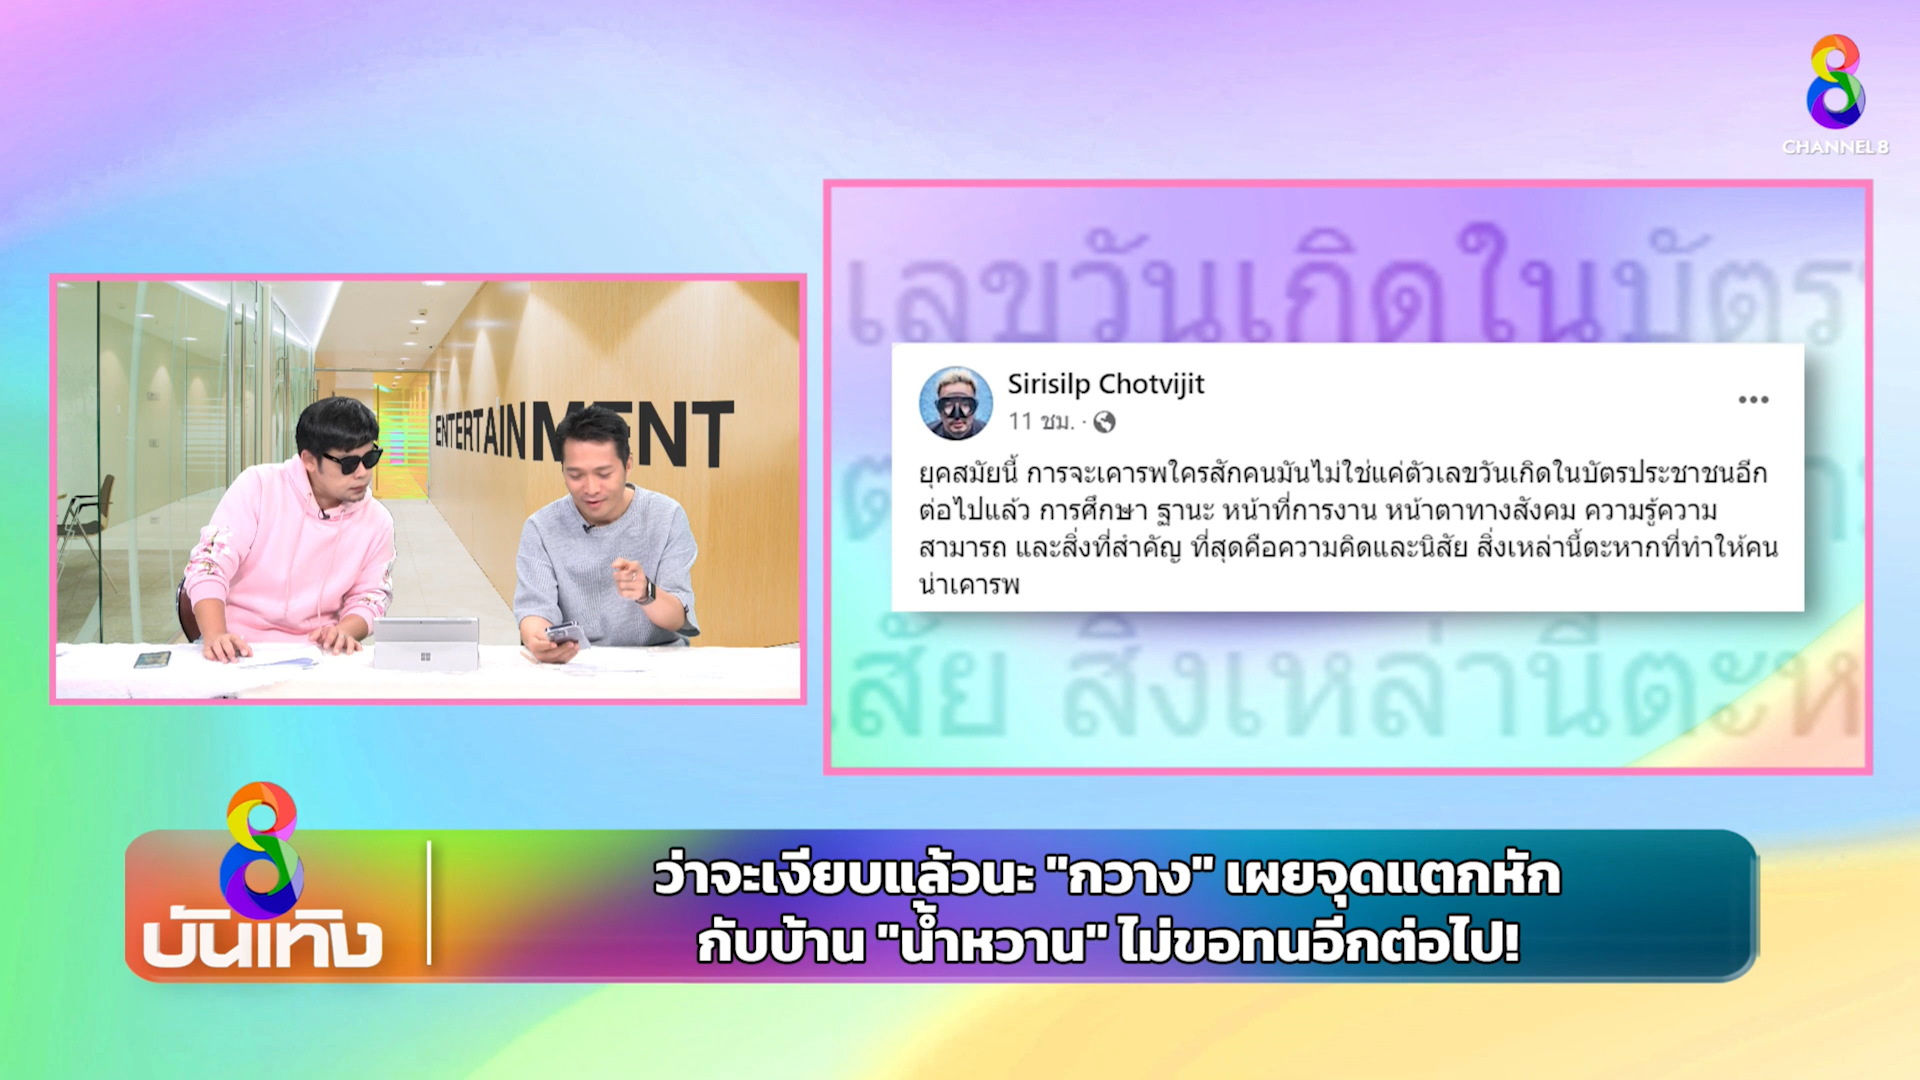 CHANNEL 8
เลขวันเกิดในบัตร
ENTERTAINMENT
Sirisilp Chotvijit
11 ชม. ·
ยุคสมัยนี้ การจะเคารพใครสักคนมันไม่ใช่แค่ตัวเลขวันเกิดในบัตรประชาชนอีก
ต่อไปแล้ว การศึกษา ฐานะ หน้าที่การงาน หน้าตาทางสังคม ความรู้ความ
สามารถ และสิ่งที่สำคัญ ที่สุดคือความคิดและนิสัย สิ่งเหล่านี้ตะหากที่ทำให้คน
น่าเคารพ
สัย สิ่งเหล่านี้ตะห
8
บันเทิง
ว่าจะเงียบแล้วนะ "กวาง" เผยจุดแตกหัก
กับบ้าน "น้ำหวาน" ไม่ขอทนอีกต่อไป!